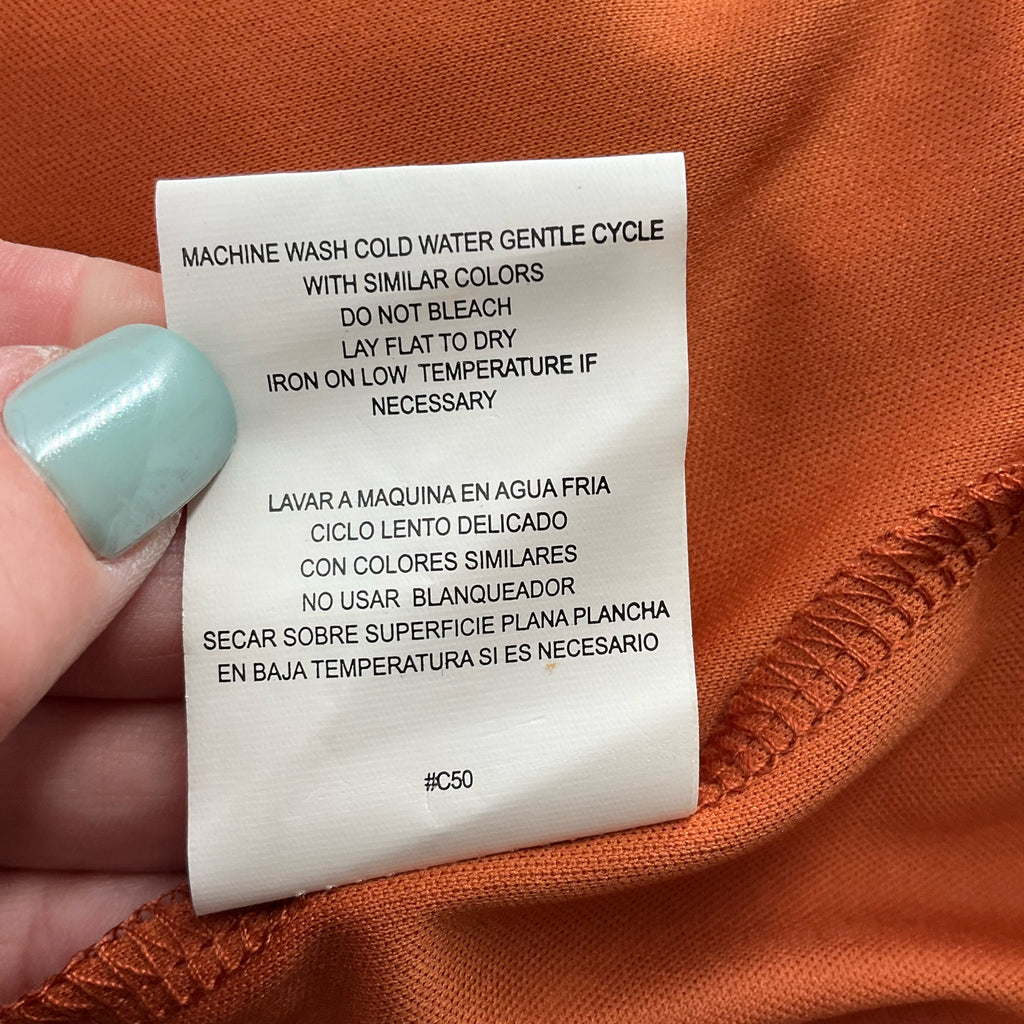 MACHINE WASH COLD WATER GENTLE CYCLE
WITH SIMILAR COLORS
DO NOT BLEACH
LAY FLAT TO DRY
IRON ON LOW TEMPERATURE IF
NECESSARY
LAVAR A MAQUINA EN AGUA FRIA
CICLO LENTO DELICADO
CON COLORES SIMILARES
NO USAR BLANQUEADOR
SECAR SOBRE SUPERFICIE PLANA PLANCHA
EN BAJA TEMPERATURA SI ES NECESARIO
#C50